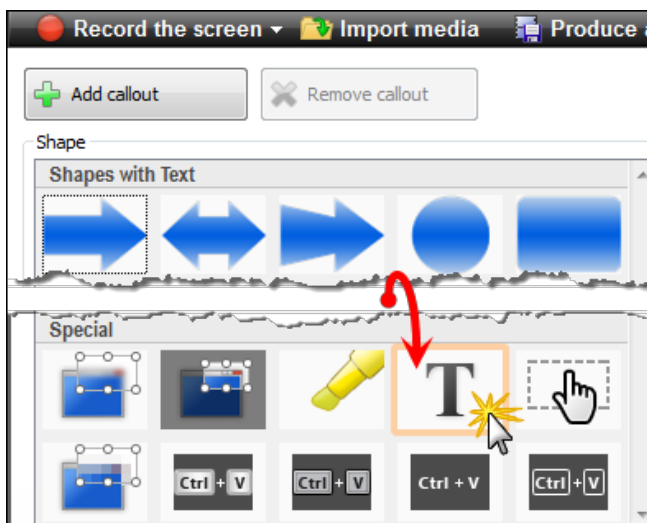 Record the screen Import media Produce a
Add callout Remove callout
Shape
Shapes with Text
Special
T
Ctrl + V Ctrl + V Ctrl + V Ctrl + V